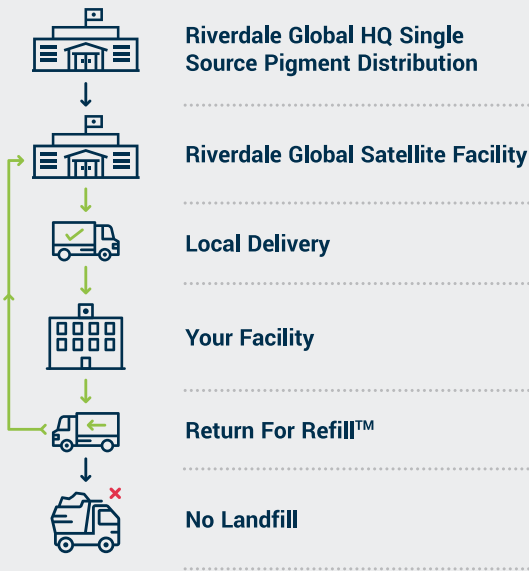 Riverdale Global HQ Single
Source Pigment Distribution
Riverdale Global Satellite Facility
Local Delivery
Your Facility
Return For Refill™
No Landfill